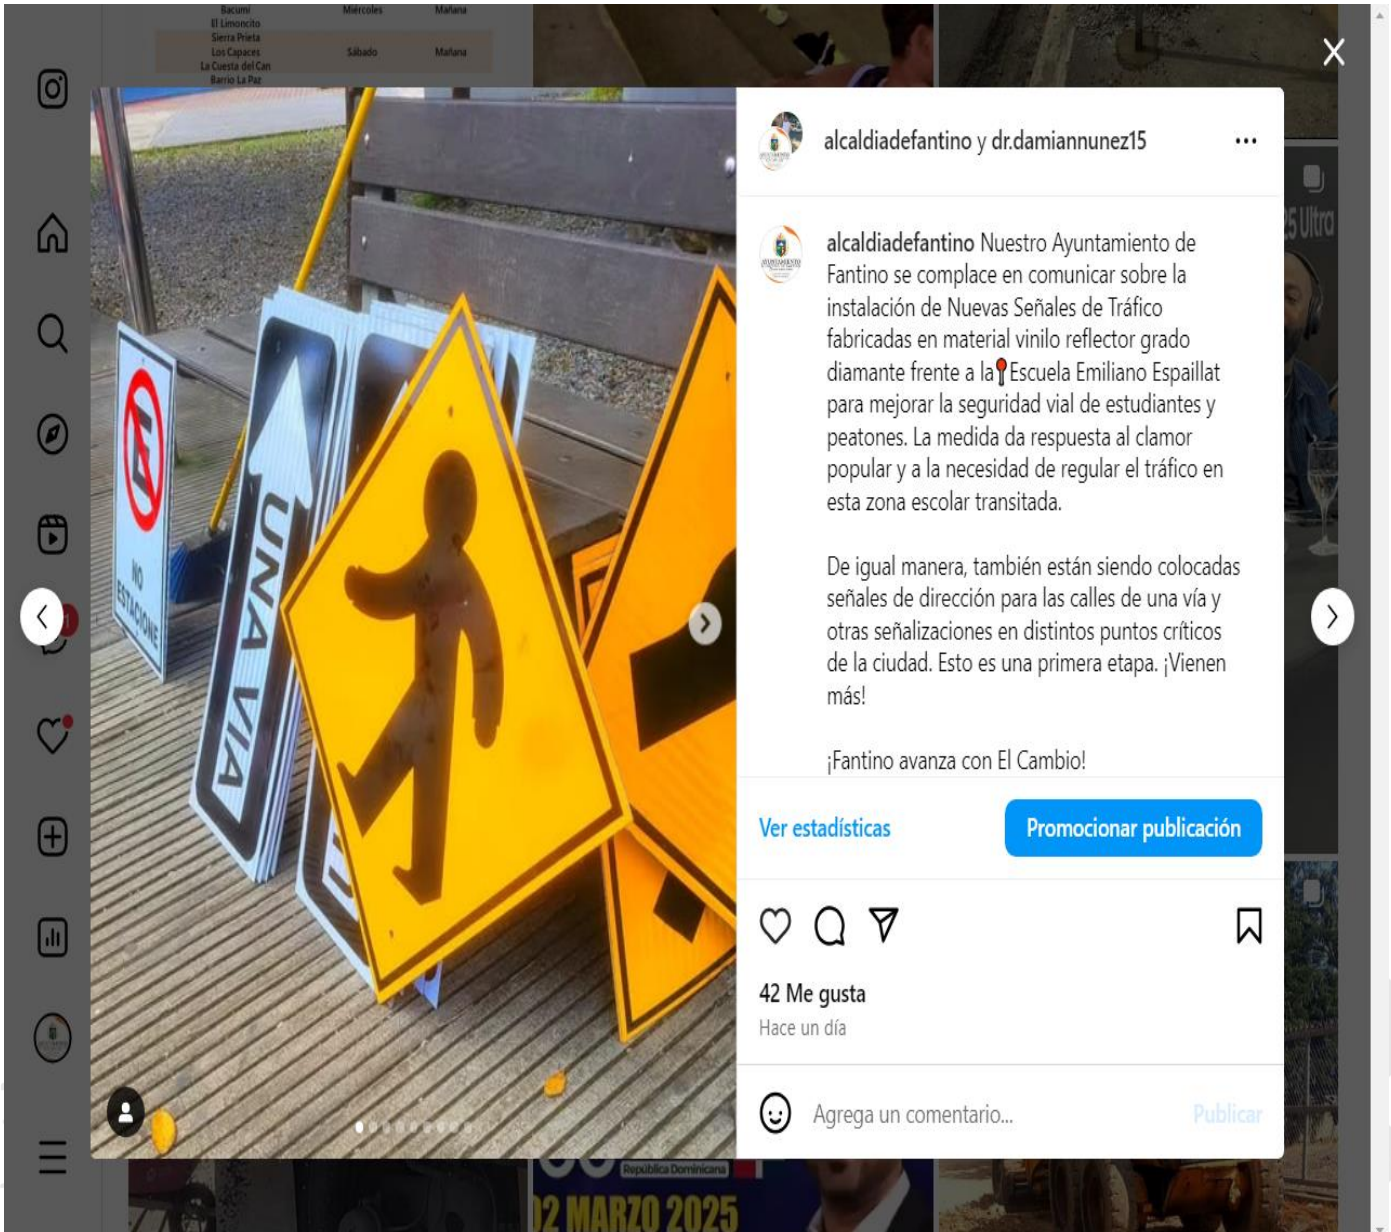 Bacumí Miércoles Mañana
El Limoncito
Sierra Prieta
Los Capaces Sábado Mañana
La Cuesta del Can
Barrio La Paz
25 Ultra
alcaldiadefantino y dr.damiannunez15
alcaldiadefantino Nuestro Ayuntamiento de
Fantino se complace en comunicar sobre la
instalación de Nuevas Señales de Tráfico
fabricadas en material vinilo reflector grado
diamante frente a la📍Escuela Emiliano Espaillat
para mejorar la seguridad vial de estudiantes y
peatones. La medida da respuesta al clamor
popular y a la necesidad de regular el tráfico en
esta zona escolar transitada.
De igual manera, también están siendo colocadas
señales de dirección para las calles de una vía y
otras señalizaciones en distintos puntos críticos
de la ciudad. Esto es una primera etapa. ¡Vienen
más!
¡Fantino avanza con El Cambio!
Ver estadísticas Promocionar publicación
42 Me gusta
Hace un día
Agrega un comentario... Publicar
E
NO
ESTACIONE
UNA VIA
República Dominicana
02 MARZO 2025